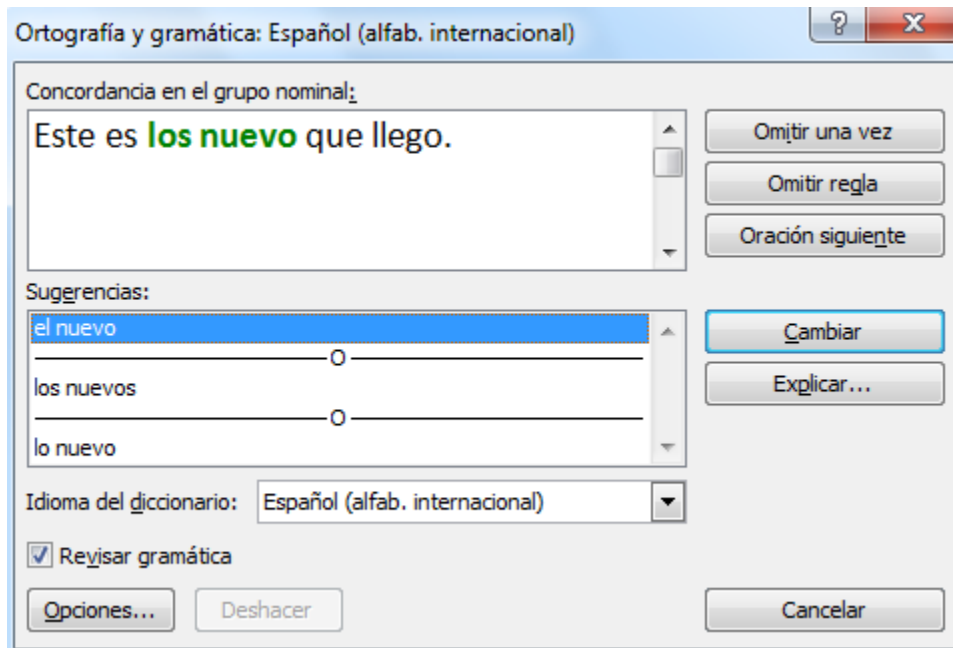 Ortografía y gramática: Español (alfab. internacional)
Concordancia en el grupo nominal:
Este es los nuevo que llego.
Omitir una vez
Omitir regla
Oración siguiente
Sugerencias:
el nuevo
O
los nuevos
O
lo nuevo
Cambiar
Explicar...
Idioma del diccionario: Español (alfab. internacional)
Revisar gramática
Opciones... Deshacer Cancelar